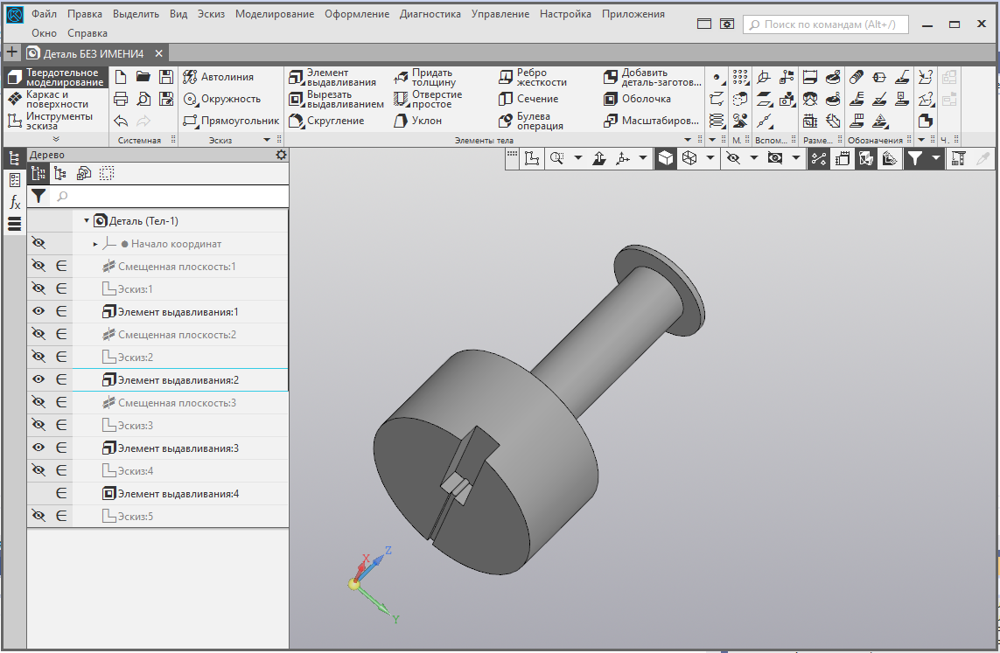 Файл Правка Выделить Вид Эскиз Моделирование Оформление Диагностика Управление Настройка Приложения
Окно Справка
Поиск по командам (Alt+/)
Деталь БЕЗ ИМЕНИ4
Твердотельное
моделирование
Каркас и
поверхности
Инструменты
эскиза
Системная
Автолиния
Окружность
Прямоугольник
Эскиз
Элемент
выдавливания
Вырезать
выдавливанием
Скругление
Придать
толщину
Отверстие
простое
Уклон
Ребро
жесткости
Сечение
Булева
операция
Добавить
деталь-заготов...
Оболочка
Масштабиров...
Элементы тела
М.
Вспом...
Разме...
Обозначения
Ч.
Дерево
Деталь (Тел-1)
Начало координат
Смещенная плоскость:1
Эскиз:1
Элемент выдавливания:1
Смещенная плоскость:2
Эскиз:2
Элемент выдавливания:2
Смещенная плоскость:3
Эскиз:3
Элемент выдавливания:3
Эскиз:4
Элемент выдавливания:4
Эскиз:5
X
Z
Y